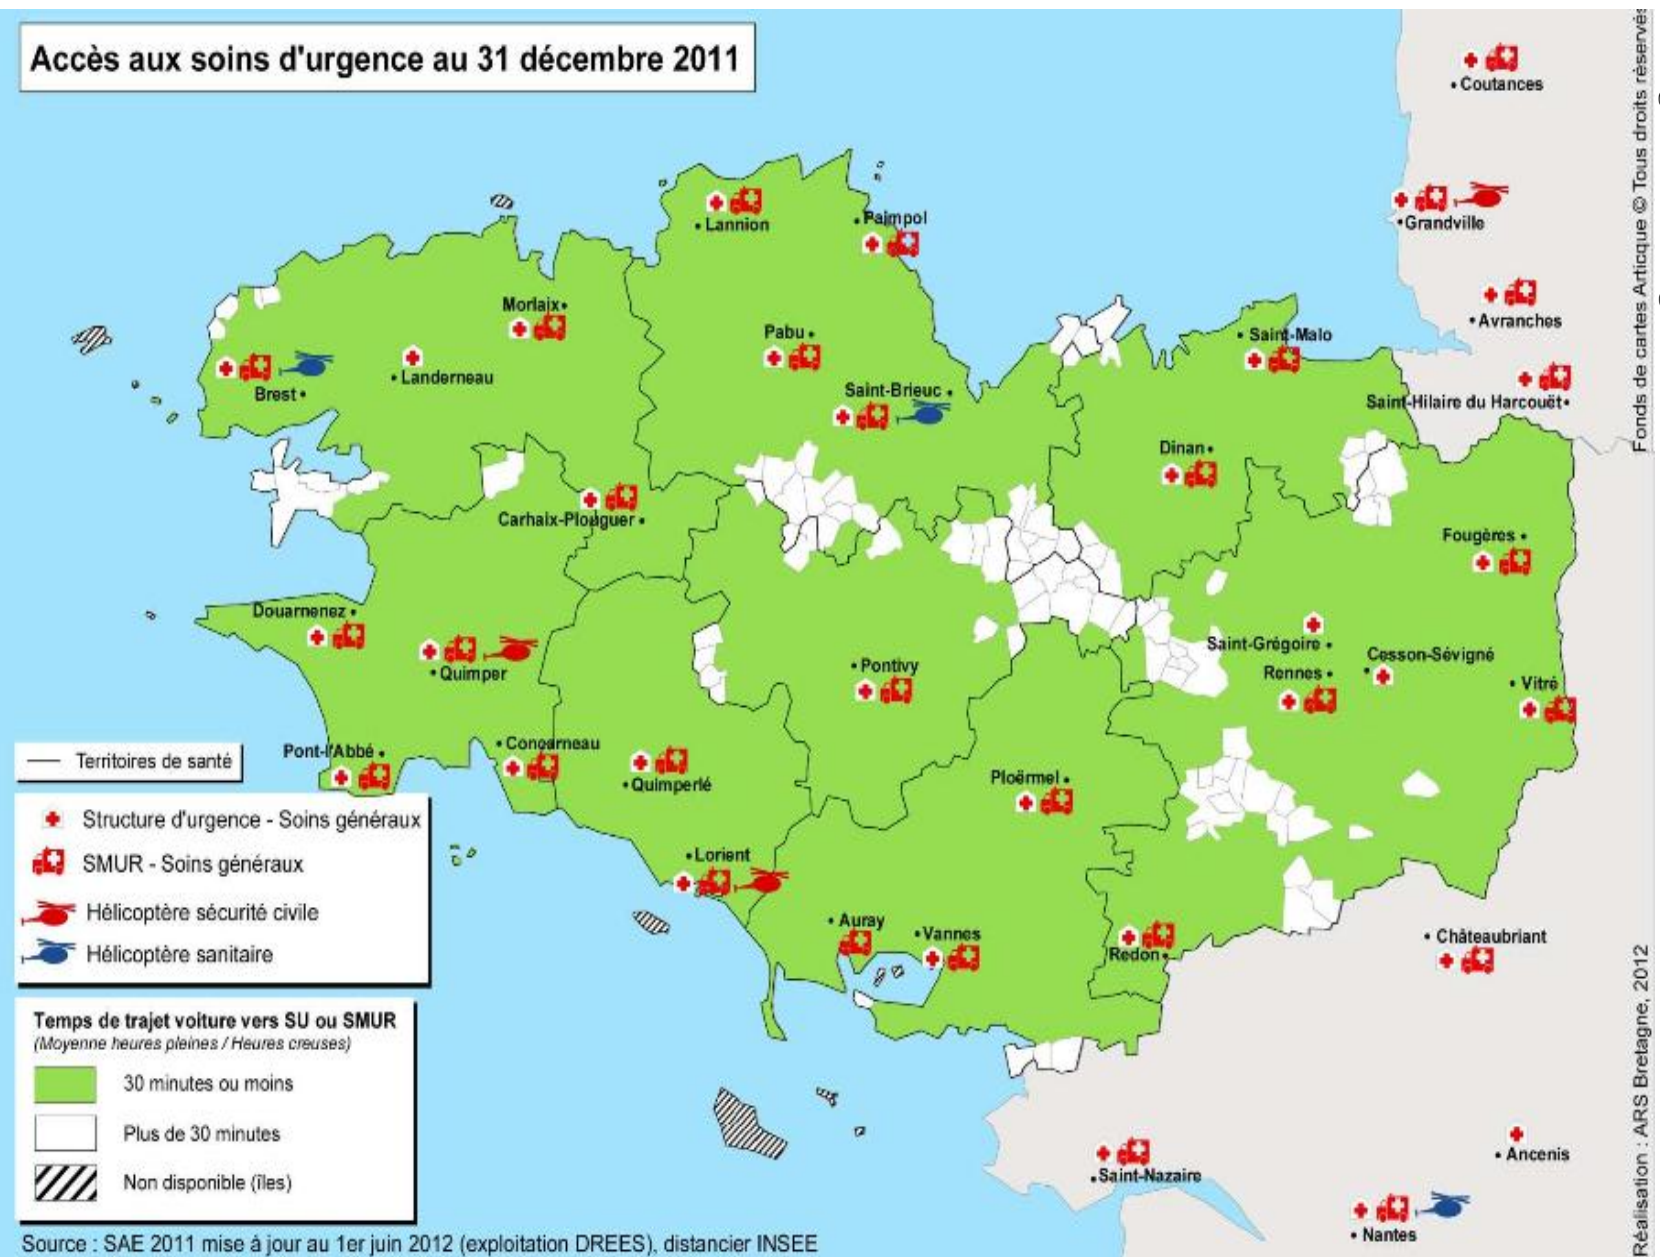 Accès aux soins d'urgence au 31 décembre 2011
Coutances
Grandville
Avranches
Saint-Hilaire du Harcouët
Lannion
Paimpol
Morlaix
Pabu
Saint-Malo
Landerneau
Brest
Saint-Brieuc
Dinan
Carhaix-Plouguer
Fougères
Douarnenez
Quimper
Saint-Grégoire
Cesson-Sévigné
Rennes
Vitré
Pontivy
Pont-l'Abbé
Concarneau
Quimperlé
Ploërmel
Lorient
Auray
Vannes
Redon
Châteaubriant
Saint-Nazaire
Ancenis
Nantes
Territoires de santé
Structure d'urgence - Soins généraux
SMUR - Soins généraux
Hélicoptère sécurité civile
Hélicoptère sanitaire
Temps de trajet voiture vers SU ou SMUR
(Moyenne heures pleines / Heures creuses)
30 minutes ou moins
Plus de 30 minutes
Non disponible (îles)
Source : SAE 2011 mise à jour au 1er juin 2012 (exploitation DREES), distancier INSEE
Fonds de cartes Articque © Tous droits réservés
Réalisation : ARS Bretagne, 2012